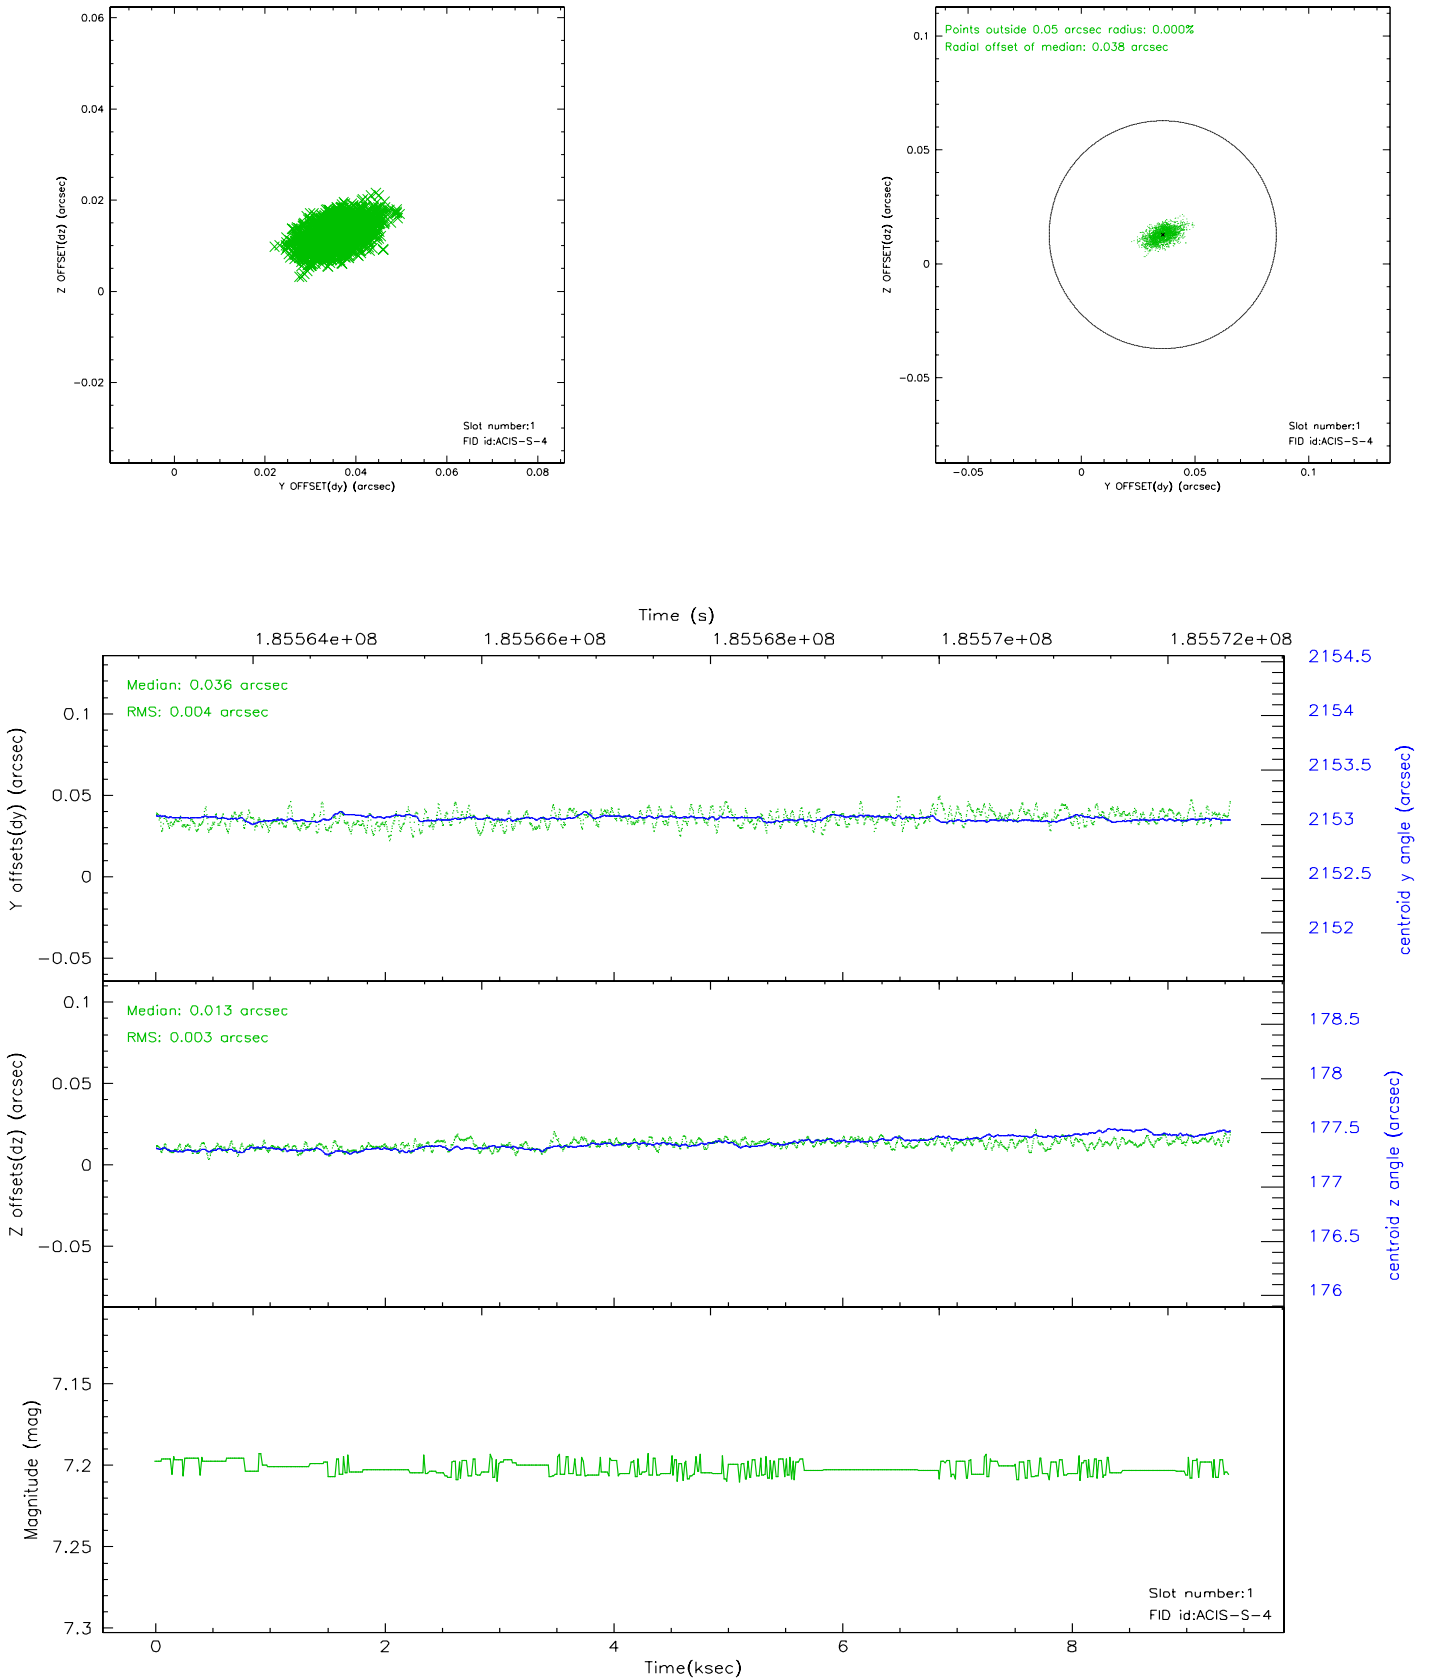 0.06
0.04
0.02
0
−0.02
Z OFFSET(dz) (arcsec)
Slot number:1
FID id:ACIS−S−4
0 0.02 0.04 0.06 0.08
Y OFFSET(dy) (arcsec)
Points outside 0.05 arcsec radius: 0.000%
Radial offset of median: 0.038 arcsec
0.1
0.05
0
−0.05
Z OFFSET(dz) (arcsec)
Slot number:1
FID id:ACIS−S−4
−0.05 0 0.05 0.1
Y OFFSET(dy) (arcsec)
Time (s)
1.85564e+08 1.85566e+08 1.85568e+08 1.8557e+08 1.85572e+08
Median: 0.036 arcsec
RMS: 0.004 arcsec
0.1
0.05
0
−0.05
Y offsets(dy) (arcsec)
2154.5
2154
2153.5
2153
2152.5
2152
centroid y angle (arcsec)
Median: 0.013 arcsec
RMS: 0.003 arcsec
0.1
0.05
0
−0.05
Z offsets(dz) (arcsec)
178.5
178
177.5
177
176.5
176
centroid z angle (arcsec)
7.15
7.2
7.25
7.3
Magnitude (mag)
Slot number:1
FID id:ACIS−S−4
0 2 4 6 8
Time(ksec)